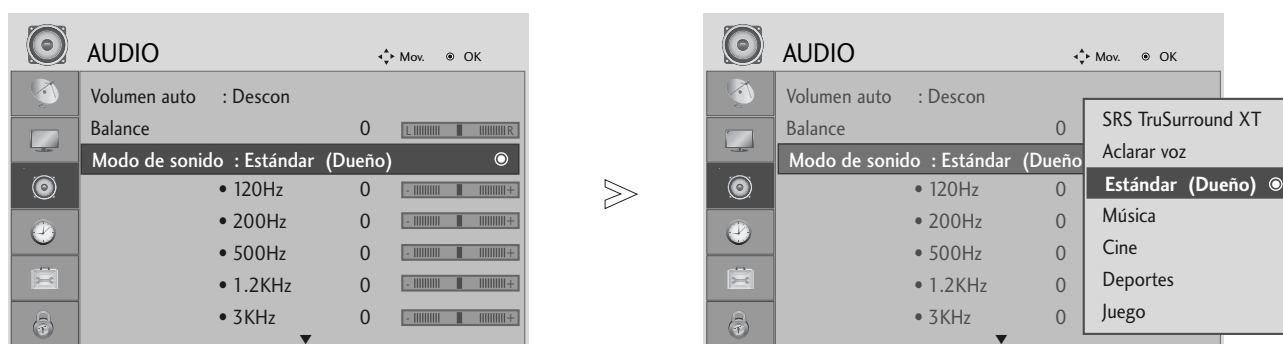 AUDIO
Mov. OK
Volumen auto : Descon
Balance 0 L R
Modo de sonido : Estándar (Dueño)
• 120Hz 0 - +
• 200Hz 0 - +
• 500Hz 0 - +
• 1.2KHz 0 - +
• 3KHz 0 - +
AUDIO
Mov. OK
Volumen auto : Descon
Balance 0
Modo de sonido : Estándar (Dueño
• 120Hz 0
• 200Hz 0
• 500Hz 0
• 1.2KHz 0
• 3KHz 0
SRS TruSurround XT
Aclarar voz
Estándar (Dueño)
Música
Cine
Deportes
Juego